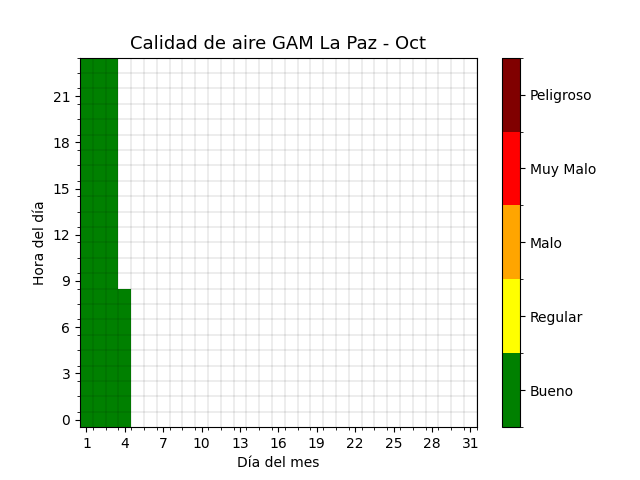 Calidad de aire GAM La Paz - Oct
Hora del día
21
18
15
12
9
6
3
0
1 4 7 10 13 16 19 22 25 28 31
Día del mes
Peligroso
Muy Malo
Malo
Regular
Bueno